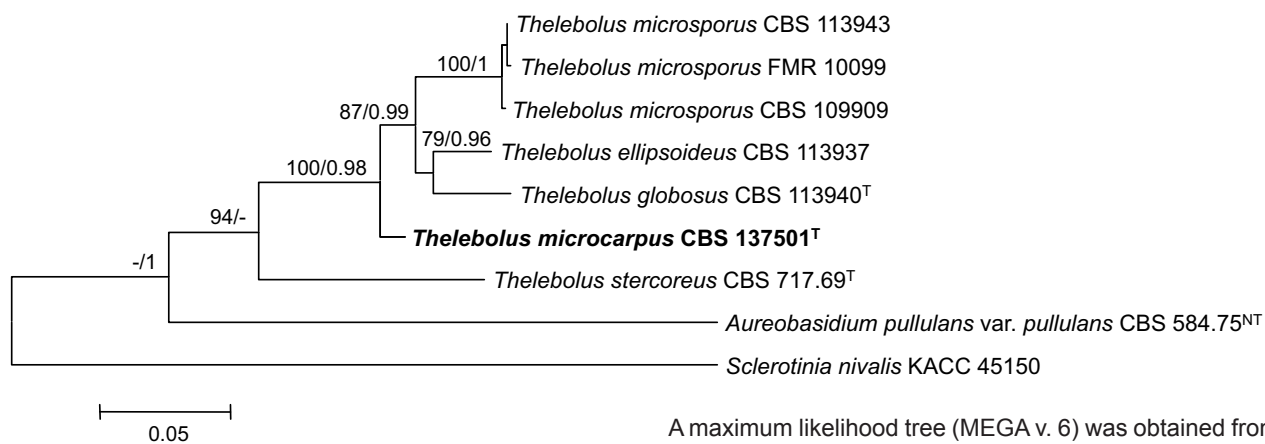 Thelebolus microsporus CBS 113943
100/1
Thelebolus microsporus FMR 10099
87/0.99
Thelebolus microsporus CBS 109909
79/0.96
Thelebolus ellipsoideus CBS 113937
100/0.98
Thelebolus globosus CBS 113940ᵀ
94/-
Thelebolus microcarpus CBS 137501ᵀ
-/1
Thelebolus stercoreus CBS 717.69ᵀ
Aureobasidium pullulans var. pullulans CBS 584.75ᴺᵀ
Sclerotinia nivalis KACC 45150
0.05
A maximum likelihood tree (MEGA v. 6) was obtained from